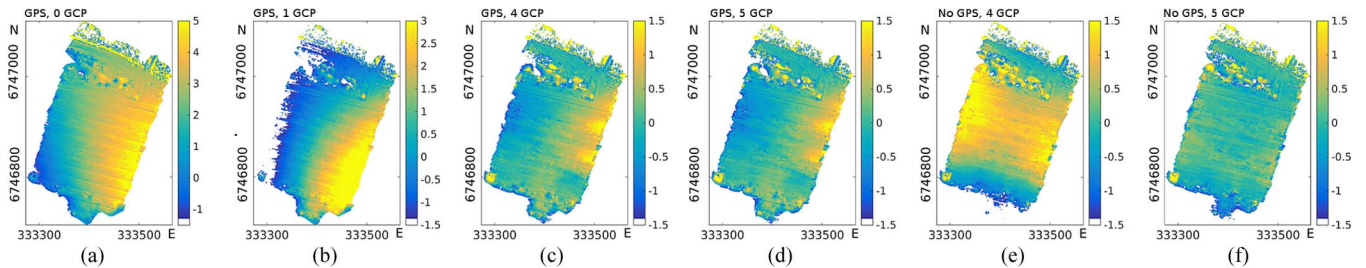 GPS, 0 GCP
N
6747000
6746800
333300 333500 E
5
4
3
2
1
0
-1
(a)
GPS, 1 GCP
N
6747000
6746800
333300 333500 E
3
2.5
2
1.5
1
0.5
0
-0.5
-1
-1.5
(b)
GPS, 4 GCP
N
6747000
6746800
333300 333500 E
1.5
1
0.5
0
-0.5
-1
-1.5
(c)
GPS, 5 GCP
N
6747000
6746800
333300 333500 E
1.5
1
0.5
0
-0.5
-1
-1.5
(d)
No GPS, 4 GCP
N
6747000
6746800
333300 333500 E
1.5
1
0.5
0
-0.5
-1
-1.5
(e)
No GPS, 5 GCP
N
6747000
6746800
333300 333500 E
1.5
1
0.5
0
-0.5
-1
-1.5
(f)